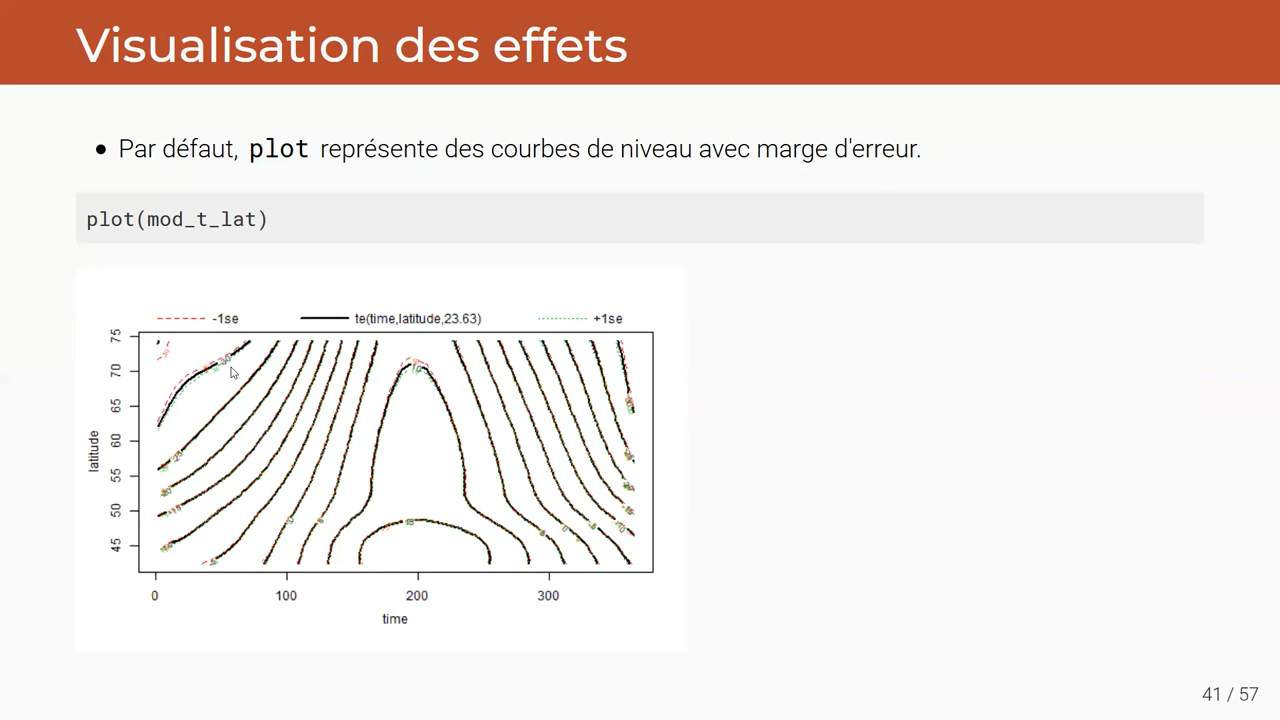 Visualisation des effets
● Par défaut, plot représente des courbes de niveau avec marge d'erreur.
plot(mod_t_lat)
-1se te(time,latitude,23.63) +1se
75
70
65
60
55
50
45
latitude
0 100 200 300
time
41 / 57